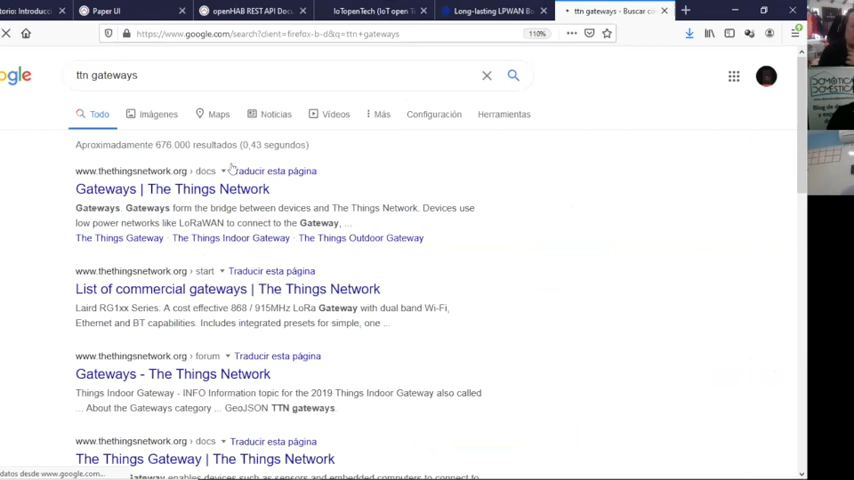 Paper UI
openHAB REST API Docu
IoTopenTech (IoT open T
Long-lasting LPWAN Bo
ttn gateways - Buscar co
https://www.google.com/search?client=firefox-b-d&q=ttn+gateways
110%
ogle
ttn gateways
Todo
Imágenes
Maps
Noticias
Vídeos
Más
Configuración
Herramientas
Aproximadamente 676.000 resultados (0,43 segundos)
www.thethingsnetwork.org › docs
Traducir esta página
Gateways | The Things Network
Gateways. Gateways form the bridge between devices and The Things Network. Devices use
low power networks like LoRaWAN to connect to the Gateway, ...
The Things Gateway · The Things Indoor Gateway · The Things Outdoor Gateway
www.thethingsnetwork.org › start
Traducir esta página
List of commercial gateways | The Things Network
Laird RG1xx Series: A cost effective 868 / 915MHz LoRa Gateway with dual band Wi-Fi,
Ethernet and BT capabilities. Includes integrated presets for simple, one ...
www.thethingsnetwork.org › forum
Traducir esta página
Gateways - The Things Network
Things Indoor Gateway - INFO Information topic for the 2019 Things Indoor Gateway also called
... About the Gateways category ... GeoJSON TTN gateways.
www.thethingsnetwork.org › docs
Traducir esta página
The Things Gateway | The Things Network
datos desde www.google.com...
DOMÓTICA
DOMÉSTICA